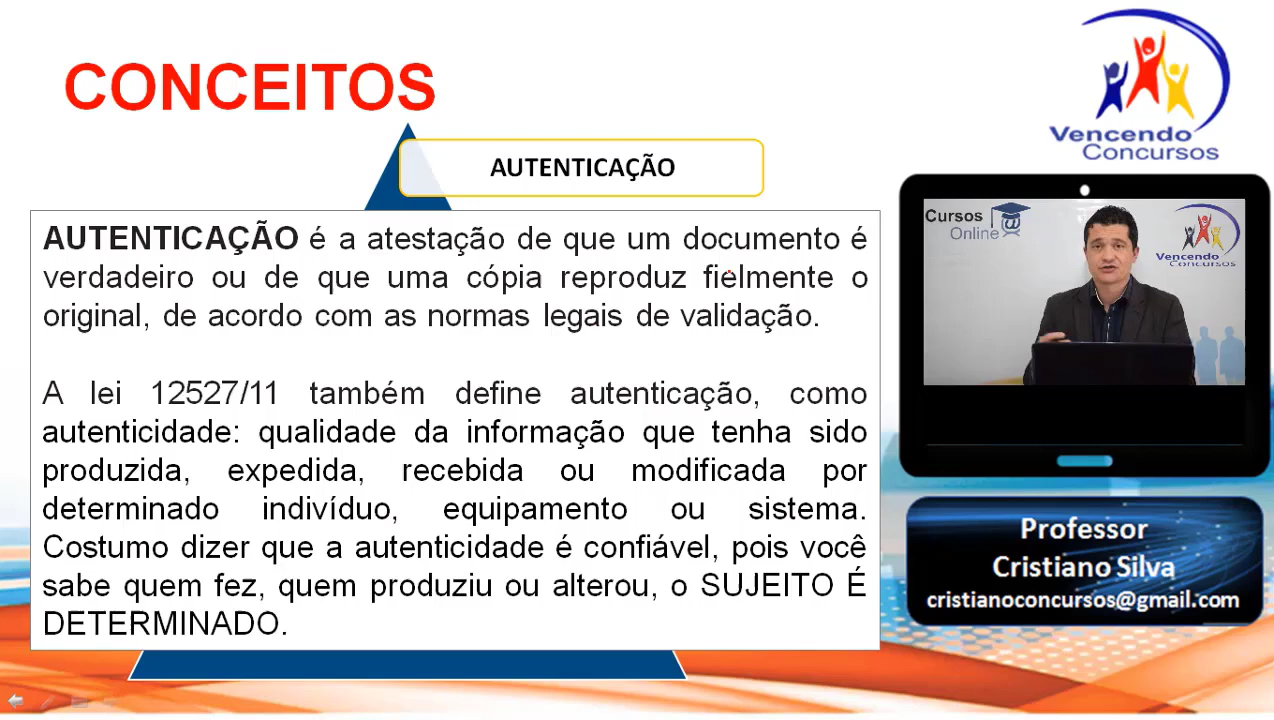 CONCEITOS
AUTENTICAÇÃO
AUTENTICAÇÃO é a atestação de que um documento é
verdadeiro ou de que uma cópia reproduz fielmente o
original, de acordo com as normas legais de validação.
A lei 12527/11 também define autenticação, como
autenticidade: qualidade da informação que tenha sido
produzida, expedida, recebida ou modificada por
determinado indivíduo, equipamento ou sistema.
Costumo dizer que a autenticidade é confiável, pois você
sabe quem fez, quem produziu ou alterou, o SUJEITO É
DETERMINADO.
Vencendo
Concursos
Cursos
Online
Vencendo
Concursos
Professor
Cristiano Silva
cristianoconcursos@gmail.com